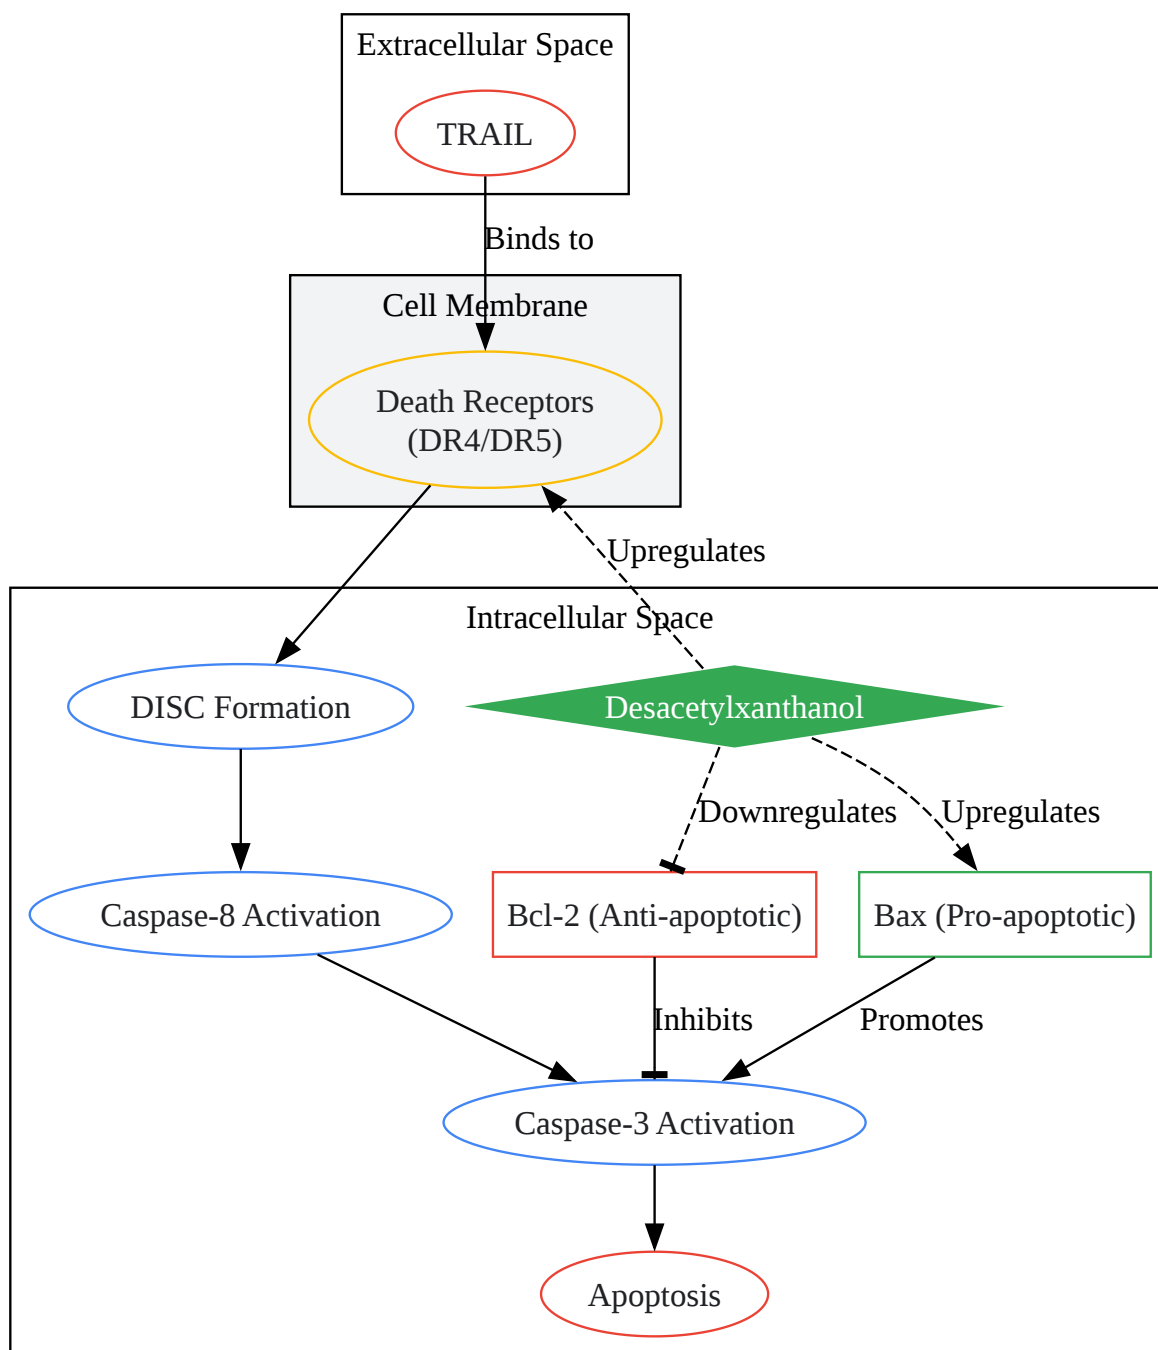 Extracellular Space
TRAIL
Binds to
Cell Membrane
Death Receptors
(DR4/DR5)
Upregulates
Intracellular Space
DISC Formation
Desacetylxanthanol
Downregulates
Upregulates
Caspase-8 Activation
Bcl-2 (Anti-apoptotic)
Bax (Pro-apoptotic)
Inhibits
Promotes
Caspase-3 Activation
Apoptosis